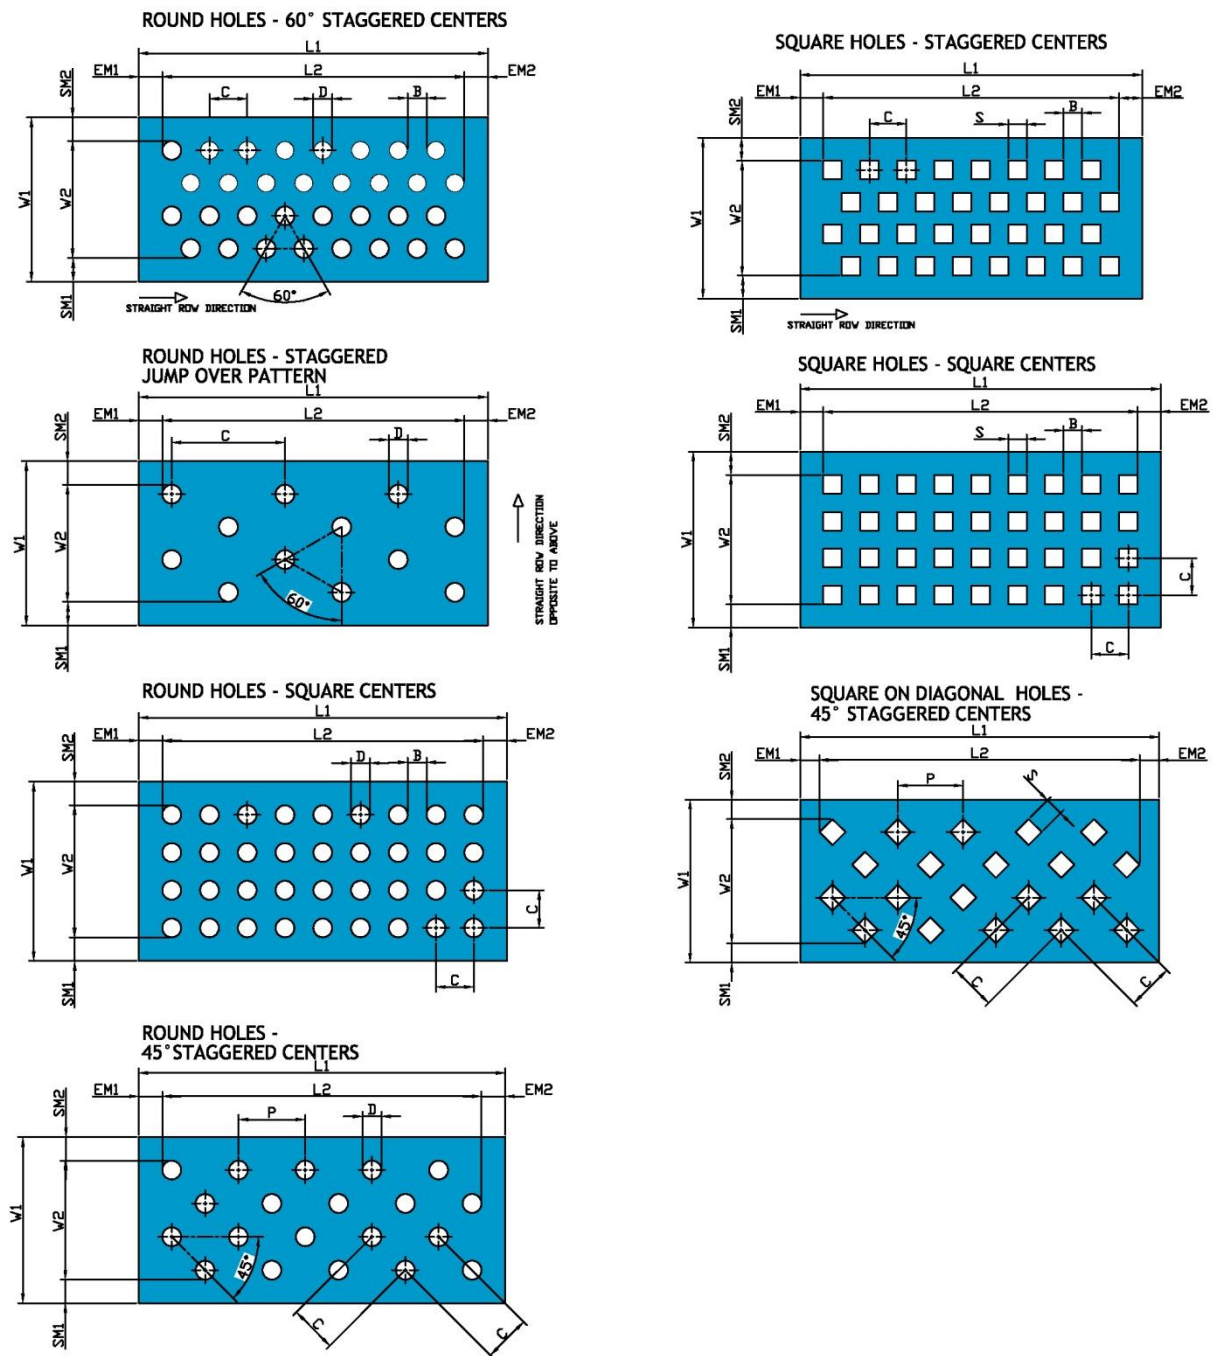 ROUND HOLES - 60° STAGGERED CENTERS
L1
EM1
L2
EM2
SM2
C
D
B
W1
W2
60°
SM1
STRAIGHT ROW DIRECTION
ROUND HOLES - STAGGERED
JUMP OVER PATTERN
L1
EM1
L2
EM2
SM2
C
D
W1
W2
60°
SM1
STRAIGHT ROW DIRECTION
OPPOSITE TO ABOVE
ROUND HOLES - SQUARE CENTERS
L1
EM1
L2
EM2
SM2
D
B
W1
W2
C
C
SM1
ROUND HOLES -
45°STAGGERED CENTERS
L1
EM1
L2
EM2
SM2
P
D
W1
W2
45°
SM1
C
C
SQUARE HOLES - STAGGERED CENTERS
L1
EM1
L2
EM2
SM2
C
S
B
W1
W2
SM1
STRAIGHT ROW DIRECTION
SQUARE HOLES - SQUARE CENTERS
L1
EM1
L2
EM2
SM2
S
B
W1
W2
C
C
SM1
SQUARE ON DIAGONAL HOLES -
45° STAGGERED CENTERS
L1
EM1
L2
EM2
SM2
P
S
W1
W2
45°
SM1
C
C